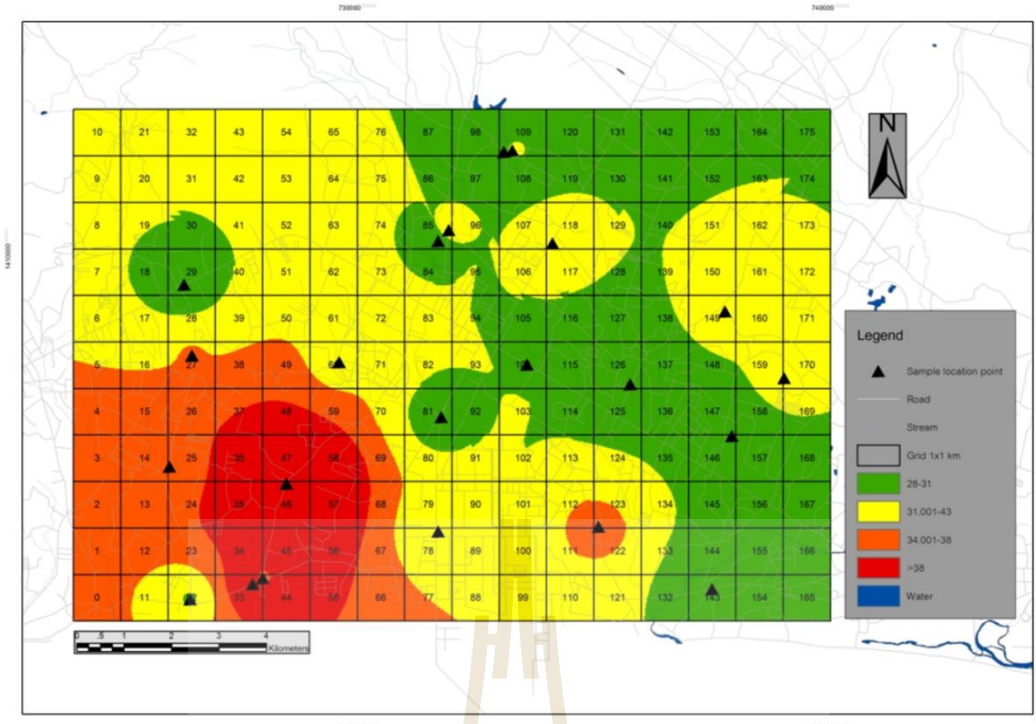 739000 749000
1410000
10 21 32 43 54 65 76 87 98 109 120 131 142 153 164 175
9 20 31 42 53 64 75 86 97 108 119 130 141 152 163 174
8 19 30 41 52 63 74 85 96 107 118 129 140 151 162 173
7 18 29 40 51 62 73 84 95 106 117 128 139 150 161 172
6 17 28 39 50 61 72 83 94 105 116 127 138 149 160 171
5 16 27 38 49 71 82 93 115 126 137 148 159 170
4 15 26 37 48 59 70 81 92 103 114 125 136 147 158 169
3 14 25 36 47 58 69 80 91 102 113 124 135 146 157 168
2 13 24 35 46 57 68 79 90 101 112 123 134 145 156 167
1 12 23 34 45 56 67 78 89 100 111 122 133 144 155 166
0 11 33 44 55 66 77 88 99 110 121 132 143 154 165
N
Legend
Sample location point
Road
Stream
Grid 1x1 km
28-31
31.001-43
34.001-38
>38
Water
0 .5 1 2 3 4
Kilometers